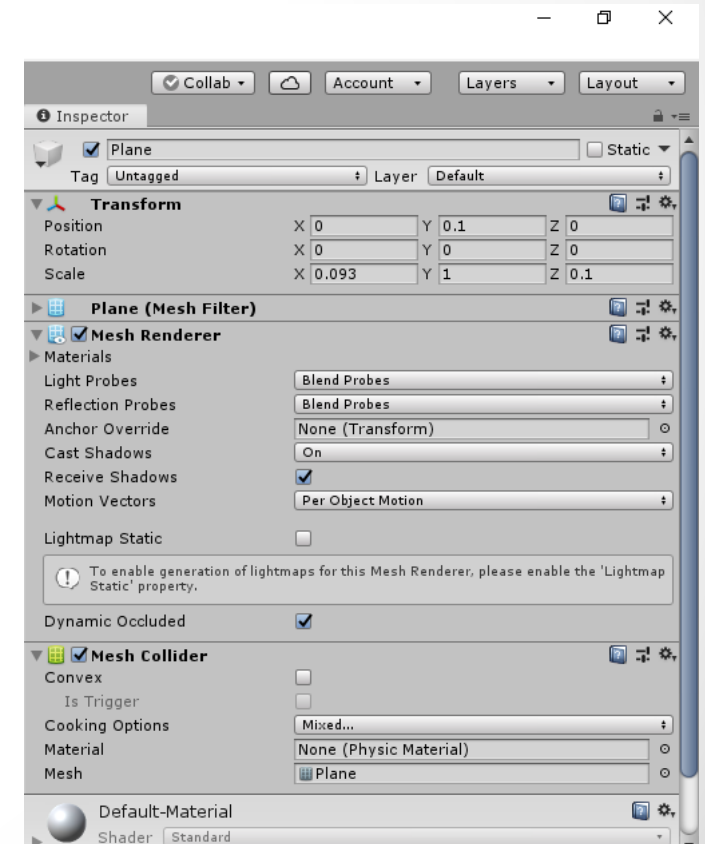 Collab Account Layers Layout
Inspector
Plane Static
Tag Untagged Layer Default
Transform
Position X 0 Y 0.1 Z 0
Rotation X 0 Y 0 Z 0
Scale X 0.093 Y 1 Z 0.1
Plane (Mesh Filter)
Mesh Renderer
Materials
Light Probes Blend Probes
Reflection Probes Blend Probes
Anchor Override None (Transform)
Cast Shadows On
Receive Shadows
Motion Vectors Per Object Motion
Lightmap Static
To enable generation of lightmaps for this Mesh Renderer, please enable the 'Lightmap
Static' property.
Dynamic Occluded
Mesh Collider
Convex
Is Trigger
Cooking Options Mixed...
Material None (Physic Material)
Mesh Plane
Default-Material
Shader Standard